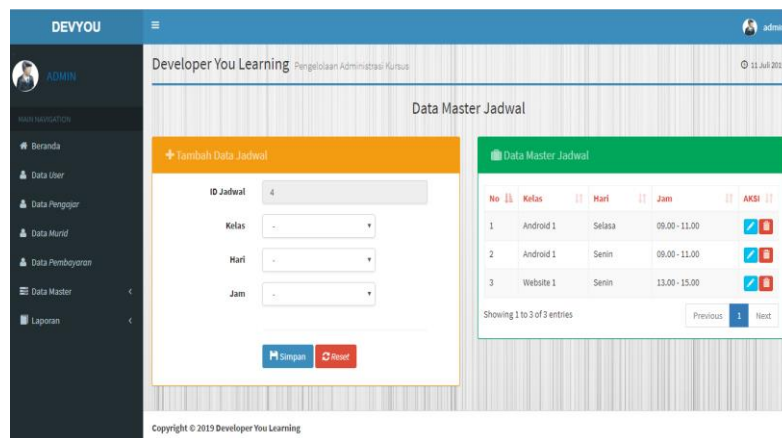 DEVYOU
admi
ADMIN
MAIN NAVIGATION
Beranda
Data User
Data Pengajar
Data Murid
Data Pembayaran
Data Master
Laporan
Developer You Learning Pengelolaan Administrasi Kursus
11 Juli 201
Data Master Jadwal
Tambah Data Jadwal
ID Jadwal 4
Kelas -
Hari -
Jam -
Simpan Reset
Data Master Jadwal
No Kelas Hari Jam AKSI
1 Android 1 Selasa 09.00 - 11.00
2 Android 1 Senin 09.00 - 11.00
3 Website 1 Senin 13.00 - 15.00
Showing 1 to 3 of 3 entries
Previous 1 Next
Copyright © 2019 Developer You Learning